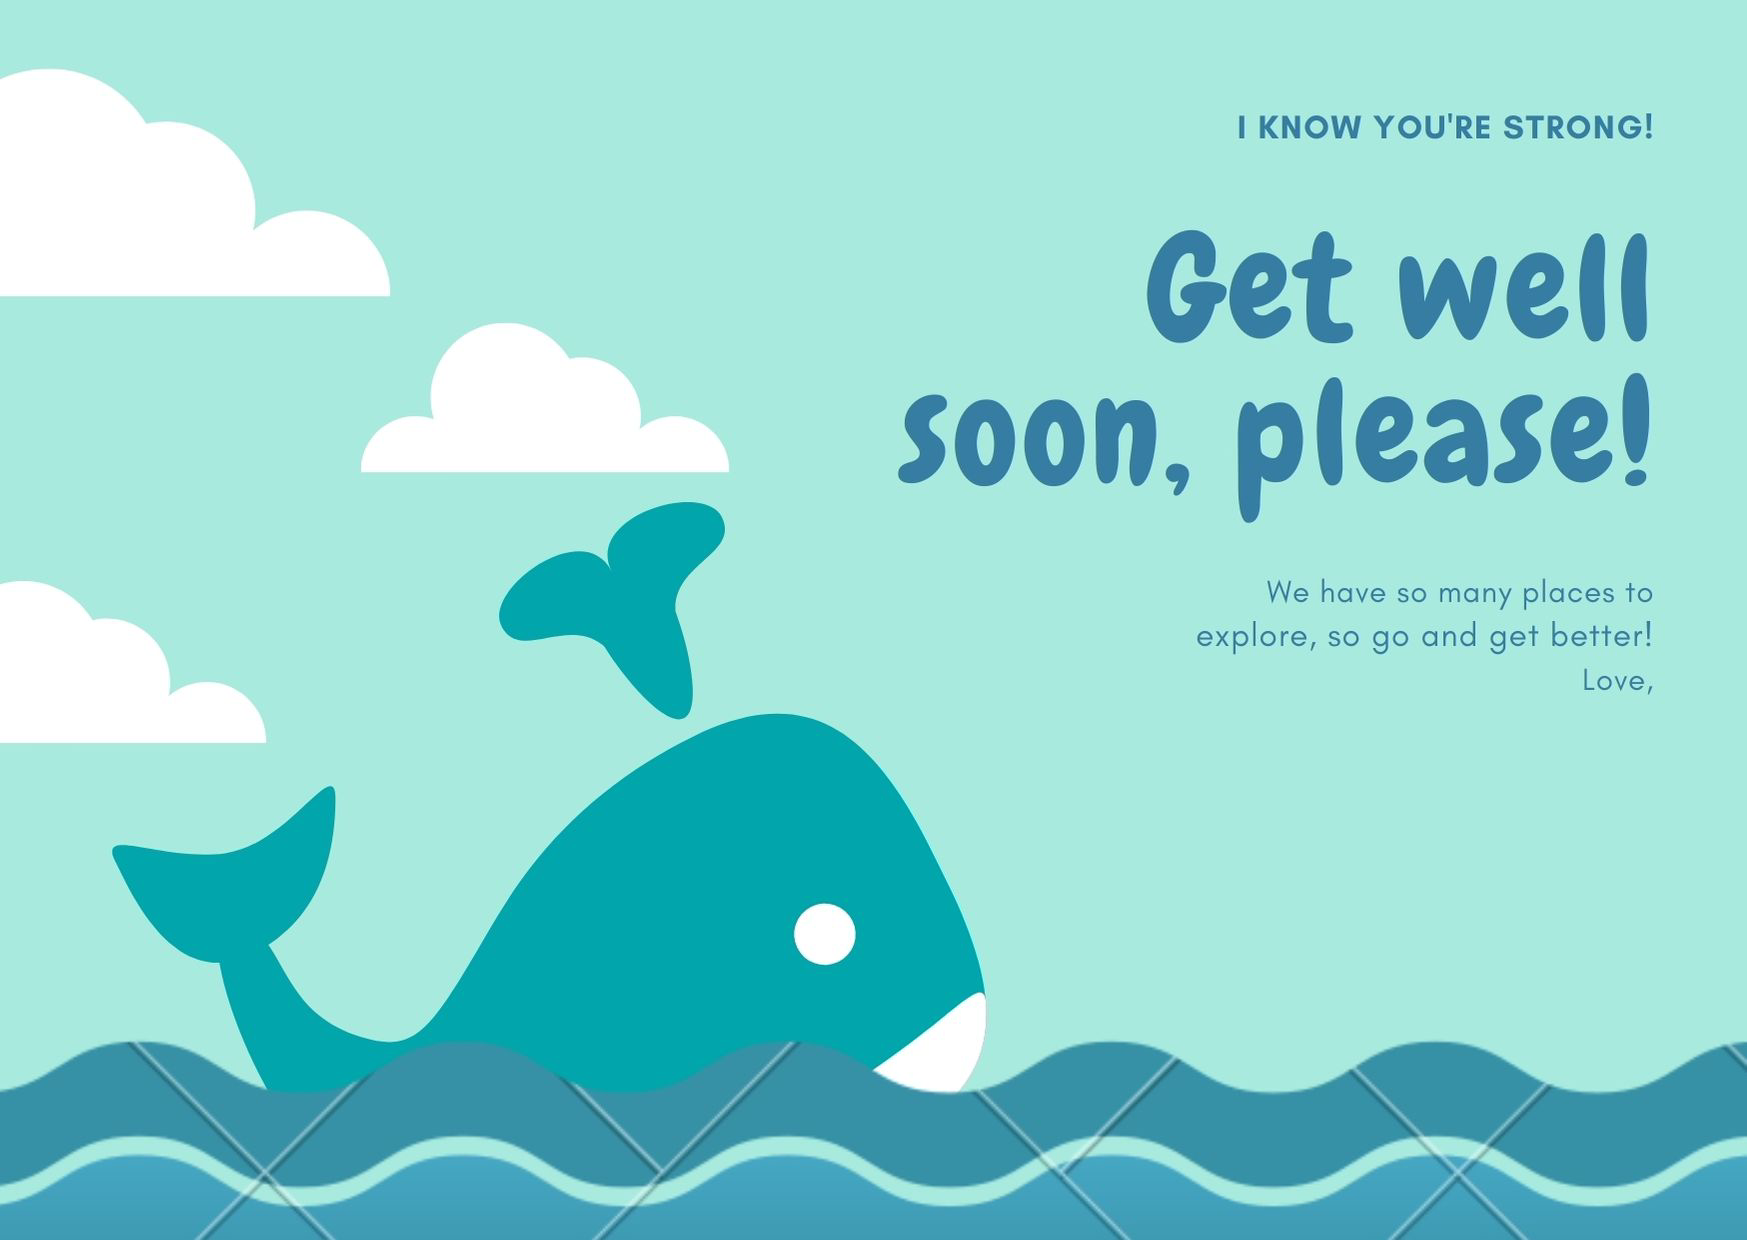 I KNOW YOU'RE STRONG!
Get well
soon, please!
We have so many places to
explore, so go and get better!
Love,